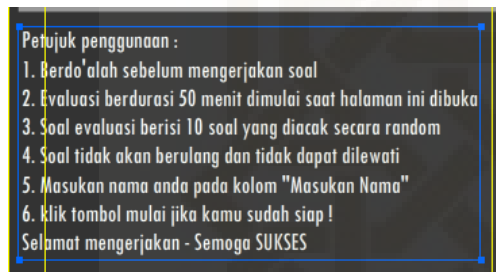 Petujuk penggunaan :
1. Berdo'alah sebelum mengerjakan soal
2. Evaluasi berdurasi 50 menit dimulai saat halaman ini dibuka
3. Soal evaluasi berisi 10 soal yang diacak secara random
4. Soal tidak akan berulang dan tidak dapat dilewati
5. Masukan nama anda pada kolom "Masukan Nama"
6. klik tombol mulai jika kamu sudah siap !
Selamat mengerjakan - Semoga SUKSES